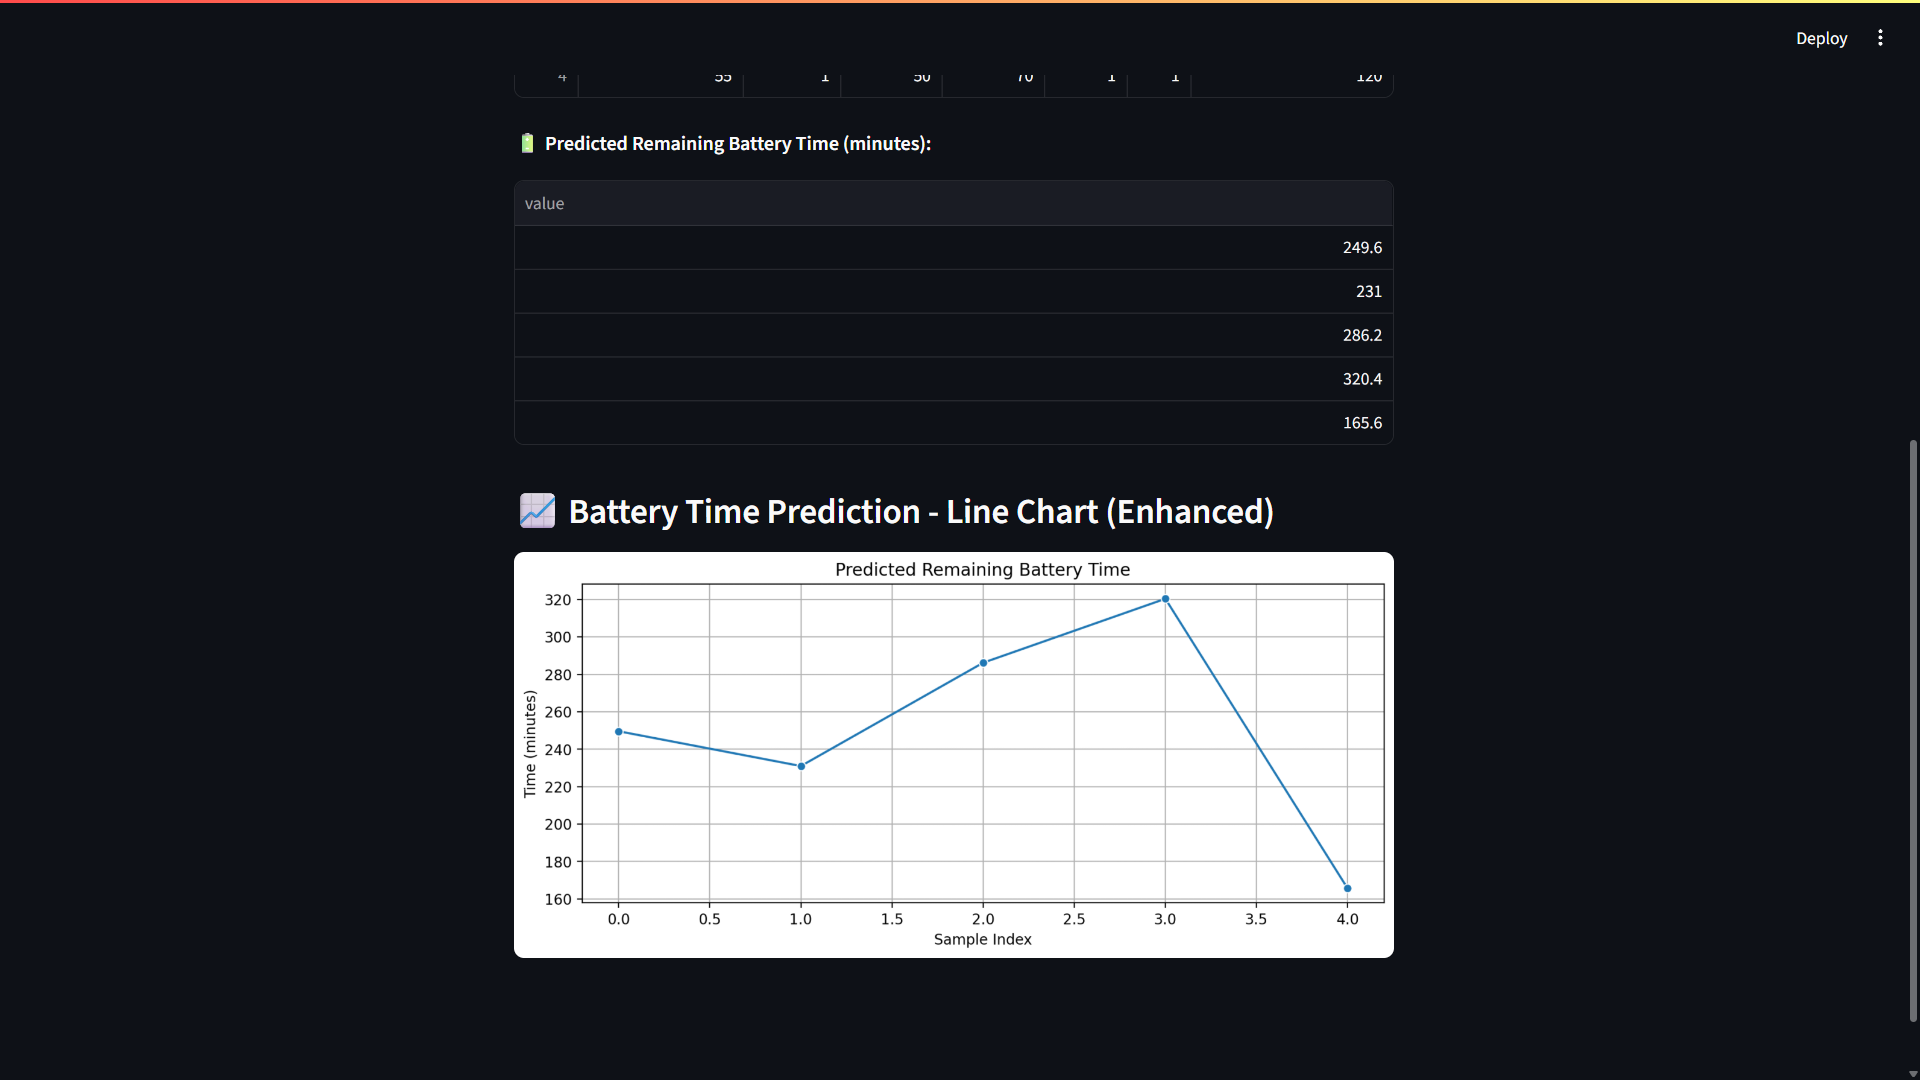 Deploy
4 55 1 50 70 1 1 120
Predicted Remaining Battery Time (minutes):
value
249.6
231
286.2
320.4
165.6
Battery Time Prediction - Line Chart (Enhanced)
Predicted Remaining Battery Time
320
300
280
260
240
220
200
180
160
Time (minutes)
0.0 0.5 1.0 1.5 2.0 2.5 3.0 3.5 4.0
Sample Index